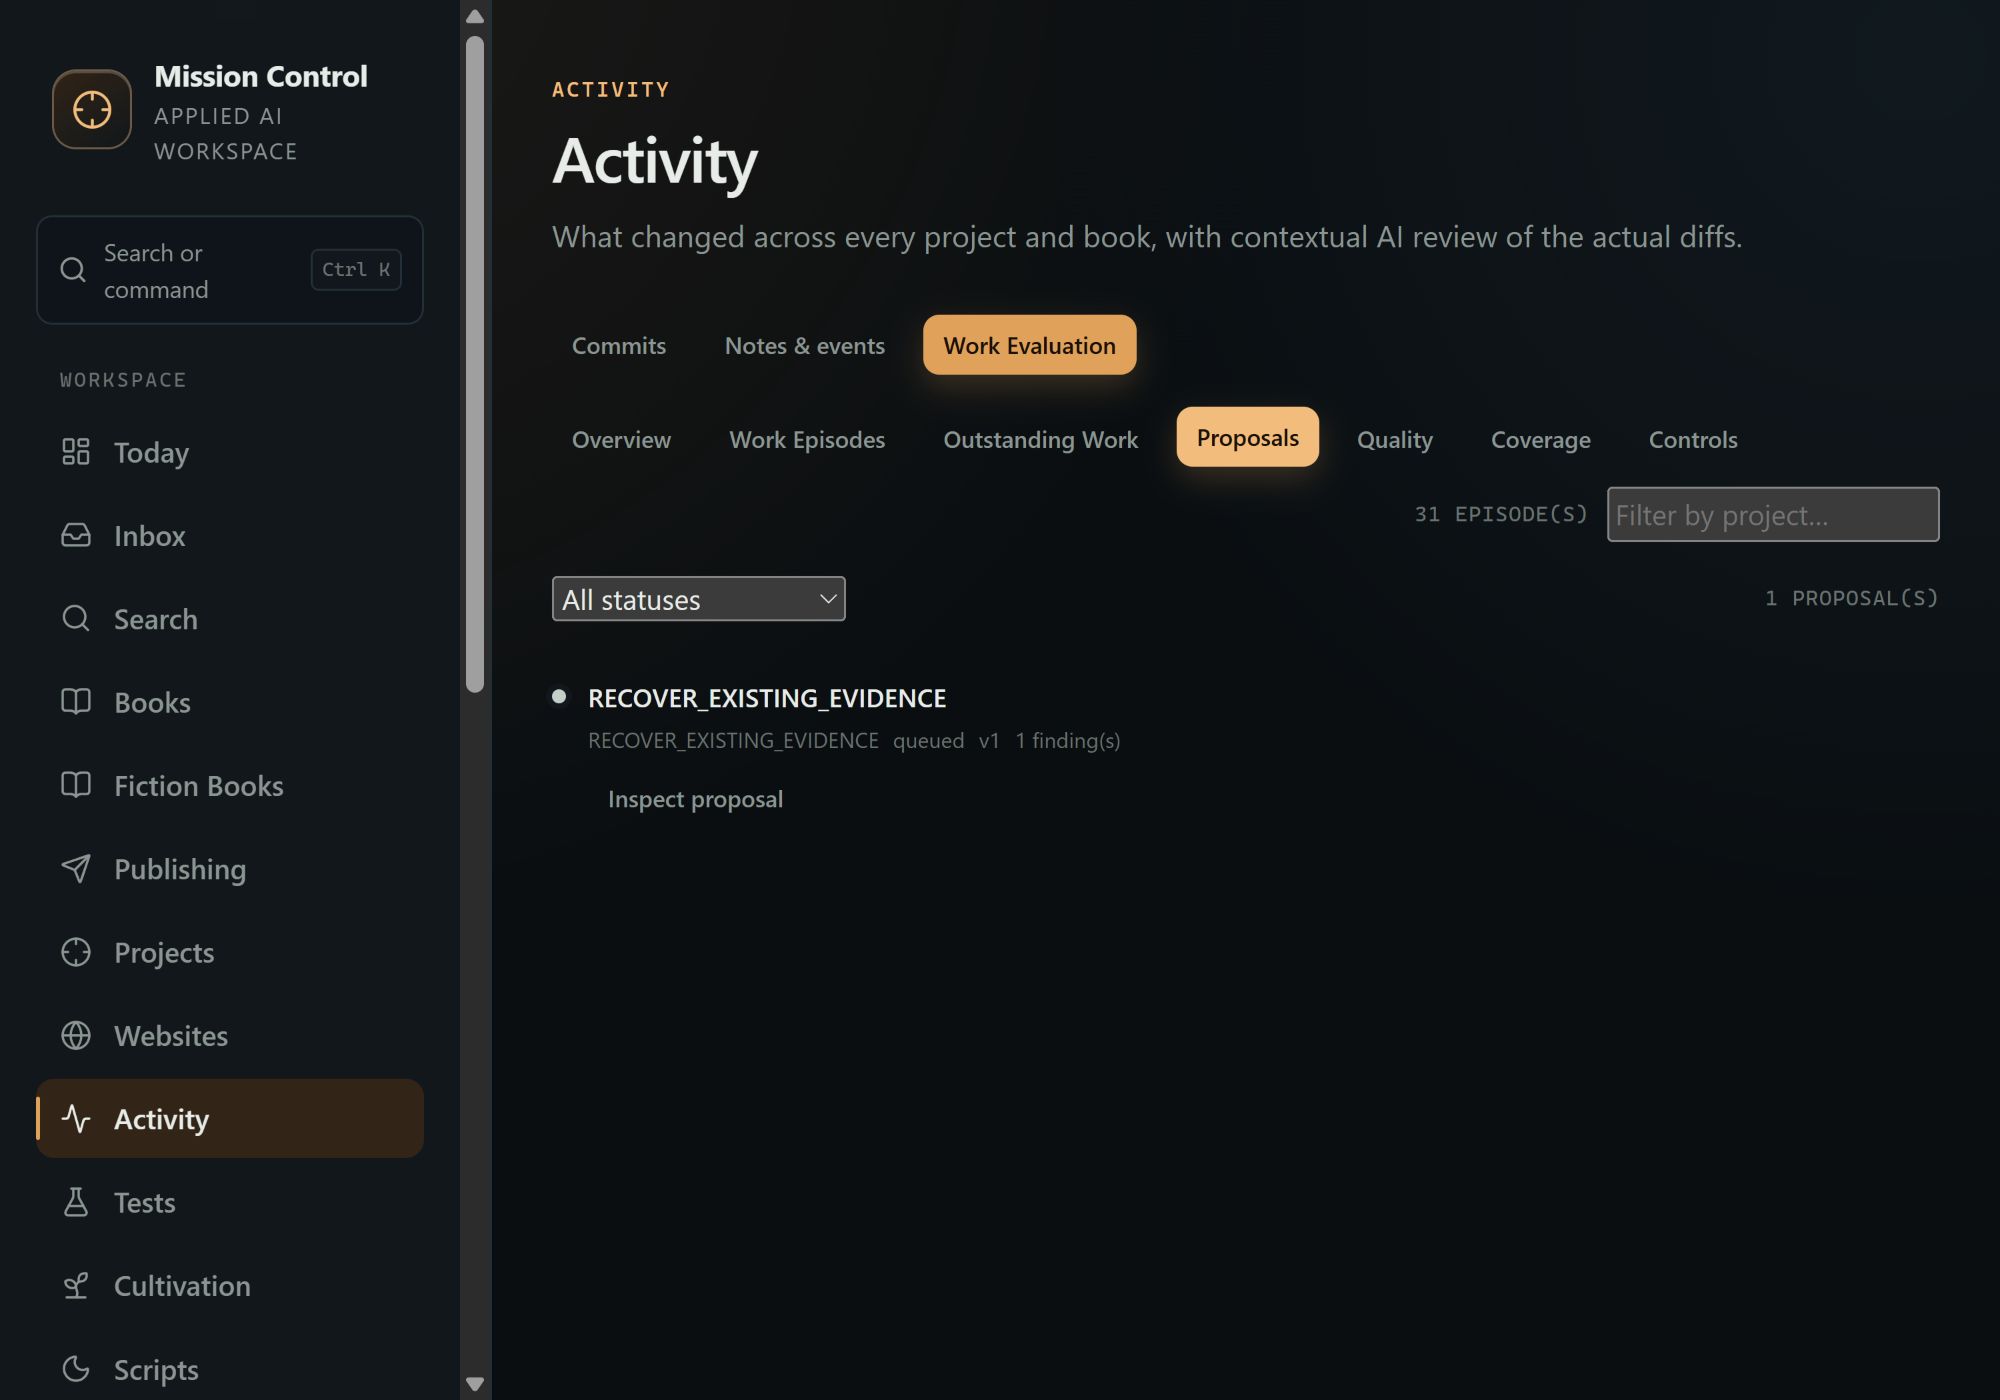 Mission Control
APPLIED AI
WORKSPACE
Search or
command
Ctrl K
WORKSPACE
Today
Inbox
Search
Books
Fiction Books
Publishing
Projects
Websites
Activity
Tests
Cultivation
Scripts
ACTIVITY
Activity
What changed across every project and book, with contextual AI review of the actual diffs.
Commits Notes & events Work Evaluation
Overview Work Episodes Outstanding Work Proposals Quality Coverage Controls
31 EPISODE(S) Filter by project...
All statuses 1 PROPOSAL(S)
RECOVER_EXISTING_EVIDENCE
RECOVER_EXISTING_EVIDENCE queued v1 1 finding(s)
Inspect proposal